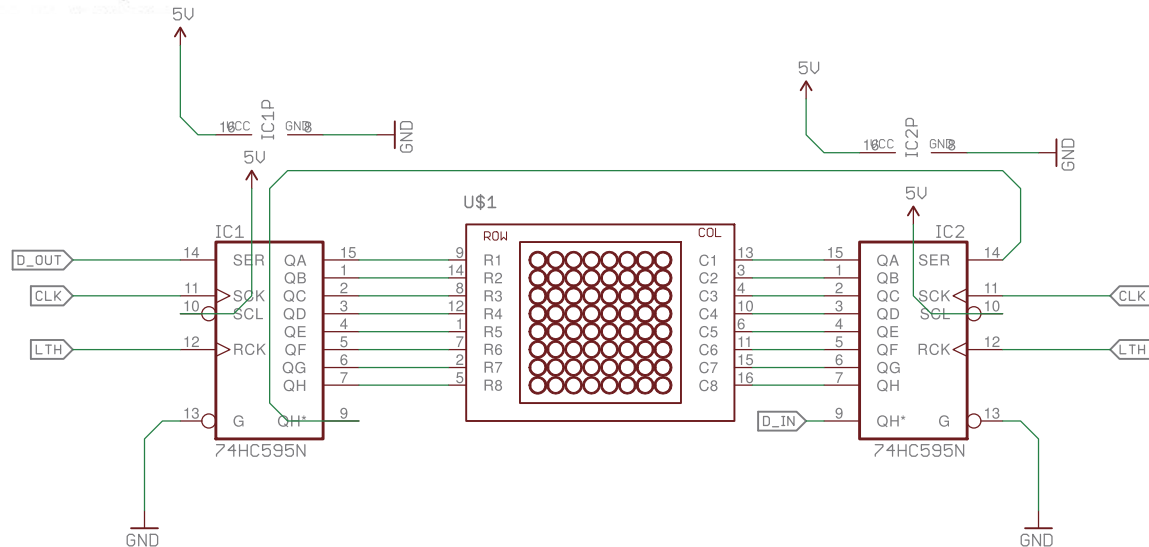 5V
16 VCC IC1P GND 8
GND
5V
16 VCC IC2P GND 8
GND
5V
5V
U$1
IC1
IC2
ROW COL
D_OUT 14 SER QA 15 9 R1 C1 13 15 QA SER 14
QB 1 14 R2 C2 3 1 QB
CLK 11 SCK QC 2 8 R3 C3 4 2 QC SCK 11 CLK
10 SCL QD 3 12 R4 C4 10 3 QD SCL 10
QE 4 1 R5 C5 6 4 QE
LTH 12 RCK QF 5 7 R6 C6 11 5 QF RCK 12 LTH
QG 6 2 R7 C7 15 6 QG
QH 7 5 R8 C8 16 7 QH
13 G QH* 9 D_IN 9 QH* G 13
74HC595N 74HC595N
GND GND